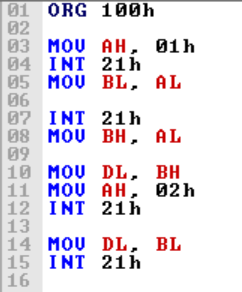 01 ORG 100h
02
03 MOV AH, 01h
04 INT 21h
05 MOV BL, AL
06
07 INT 21h
08 MOV BH, AL
09
10 MOV DL, BH
11 MOV AH, 02h
12 INT 21h
13
14 MOV DL, BL
15 INT 21h
16